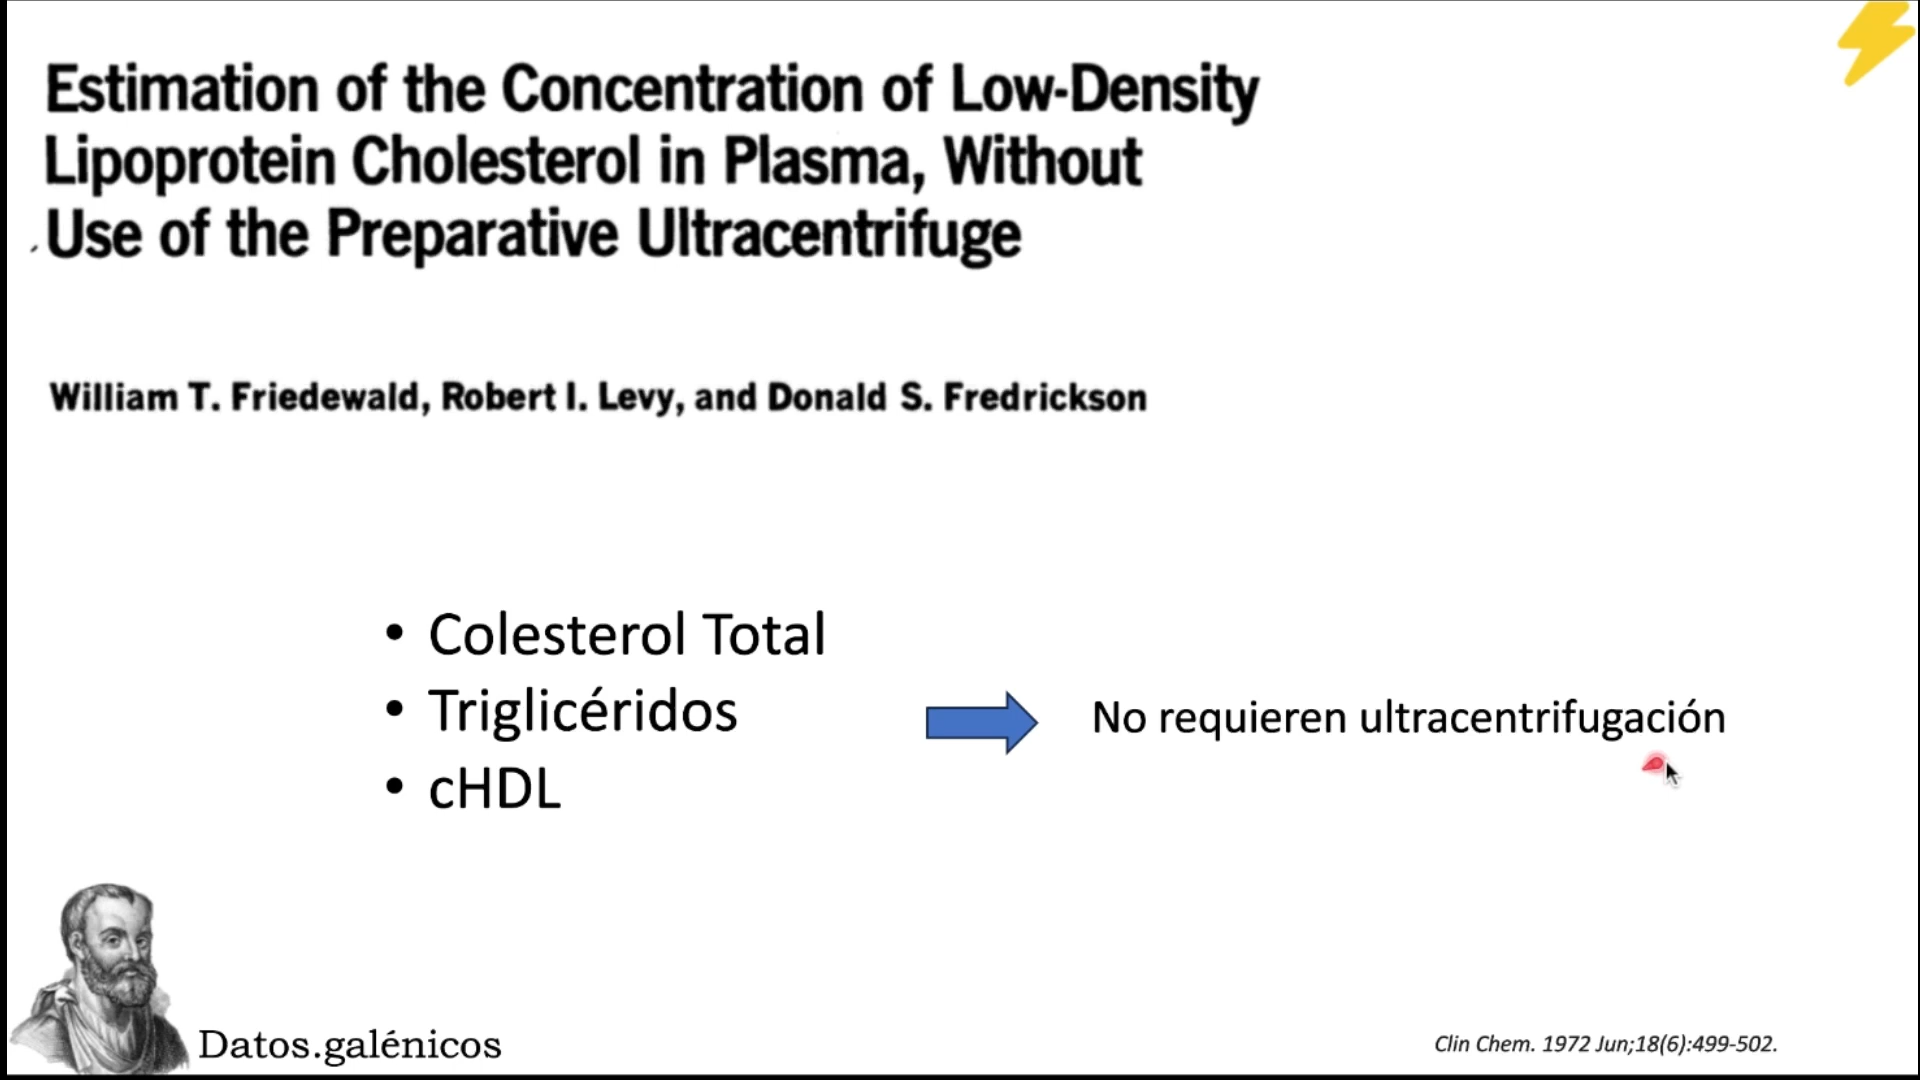 Estimation of the Concentration of Low-Density
Lipoprotein Cholesterol in Plasma, Without
Use of the Preparative Ultracentrifuge
William T. Friedewald, Robert I. Levy, and Donald S. Fredrickson
• Colesterol Total
• Triglicéridos
• cHDL
No requieren ultracentrifugación
Datos.galénicos
Clin Chem. 1972 Jun;18(6):499-502.